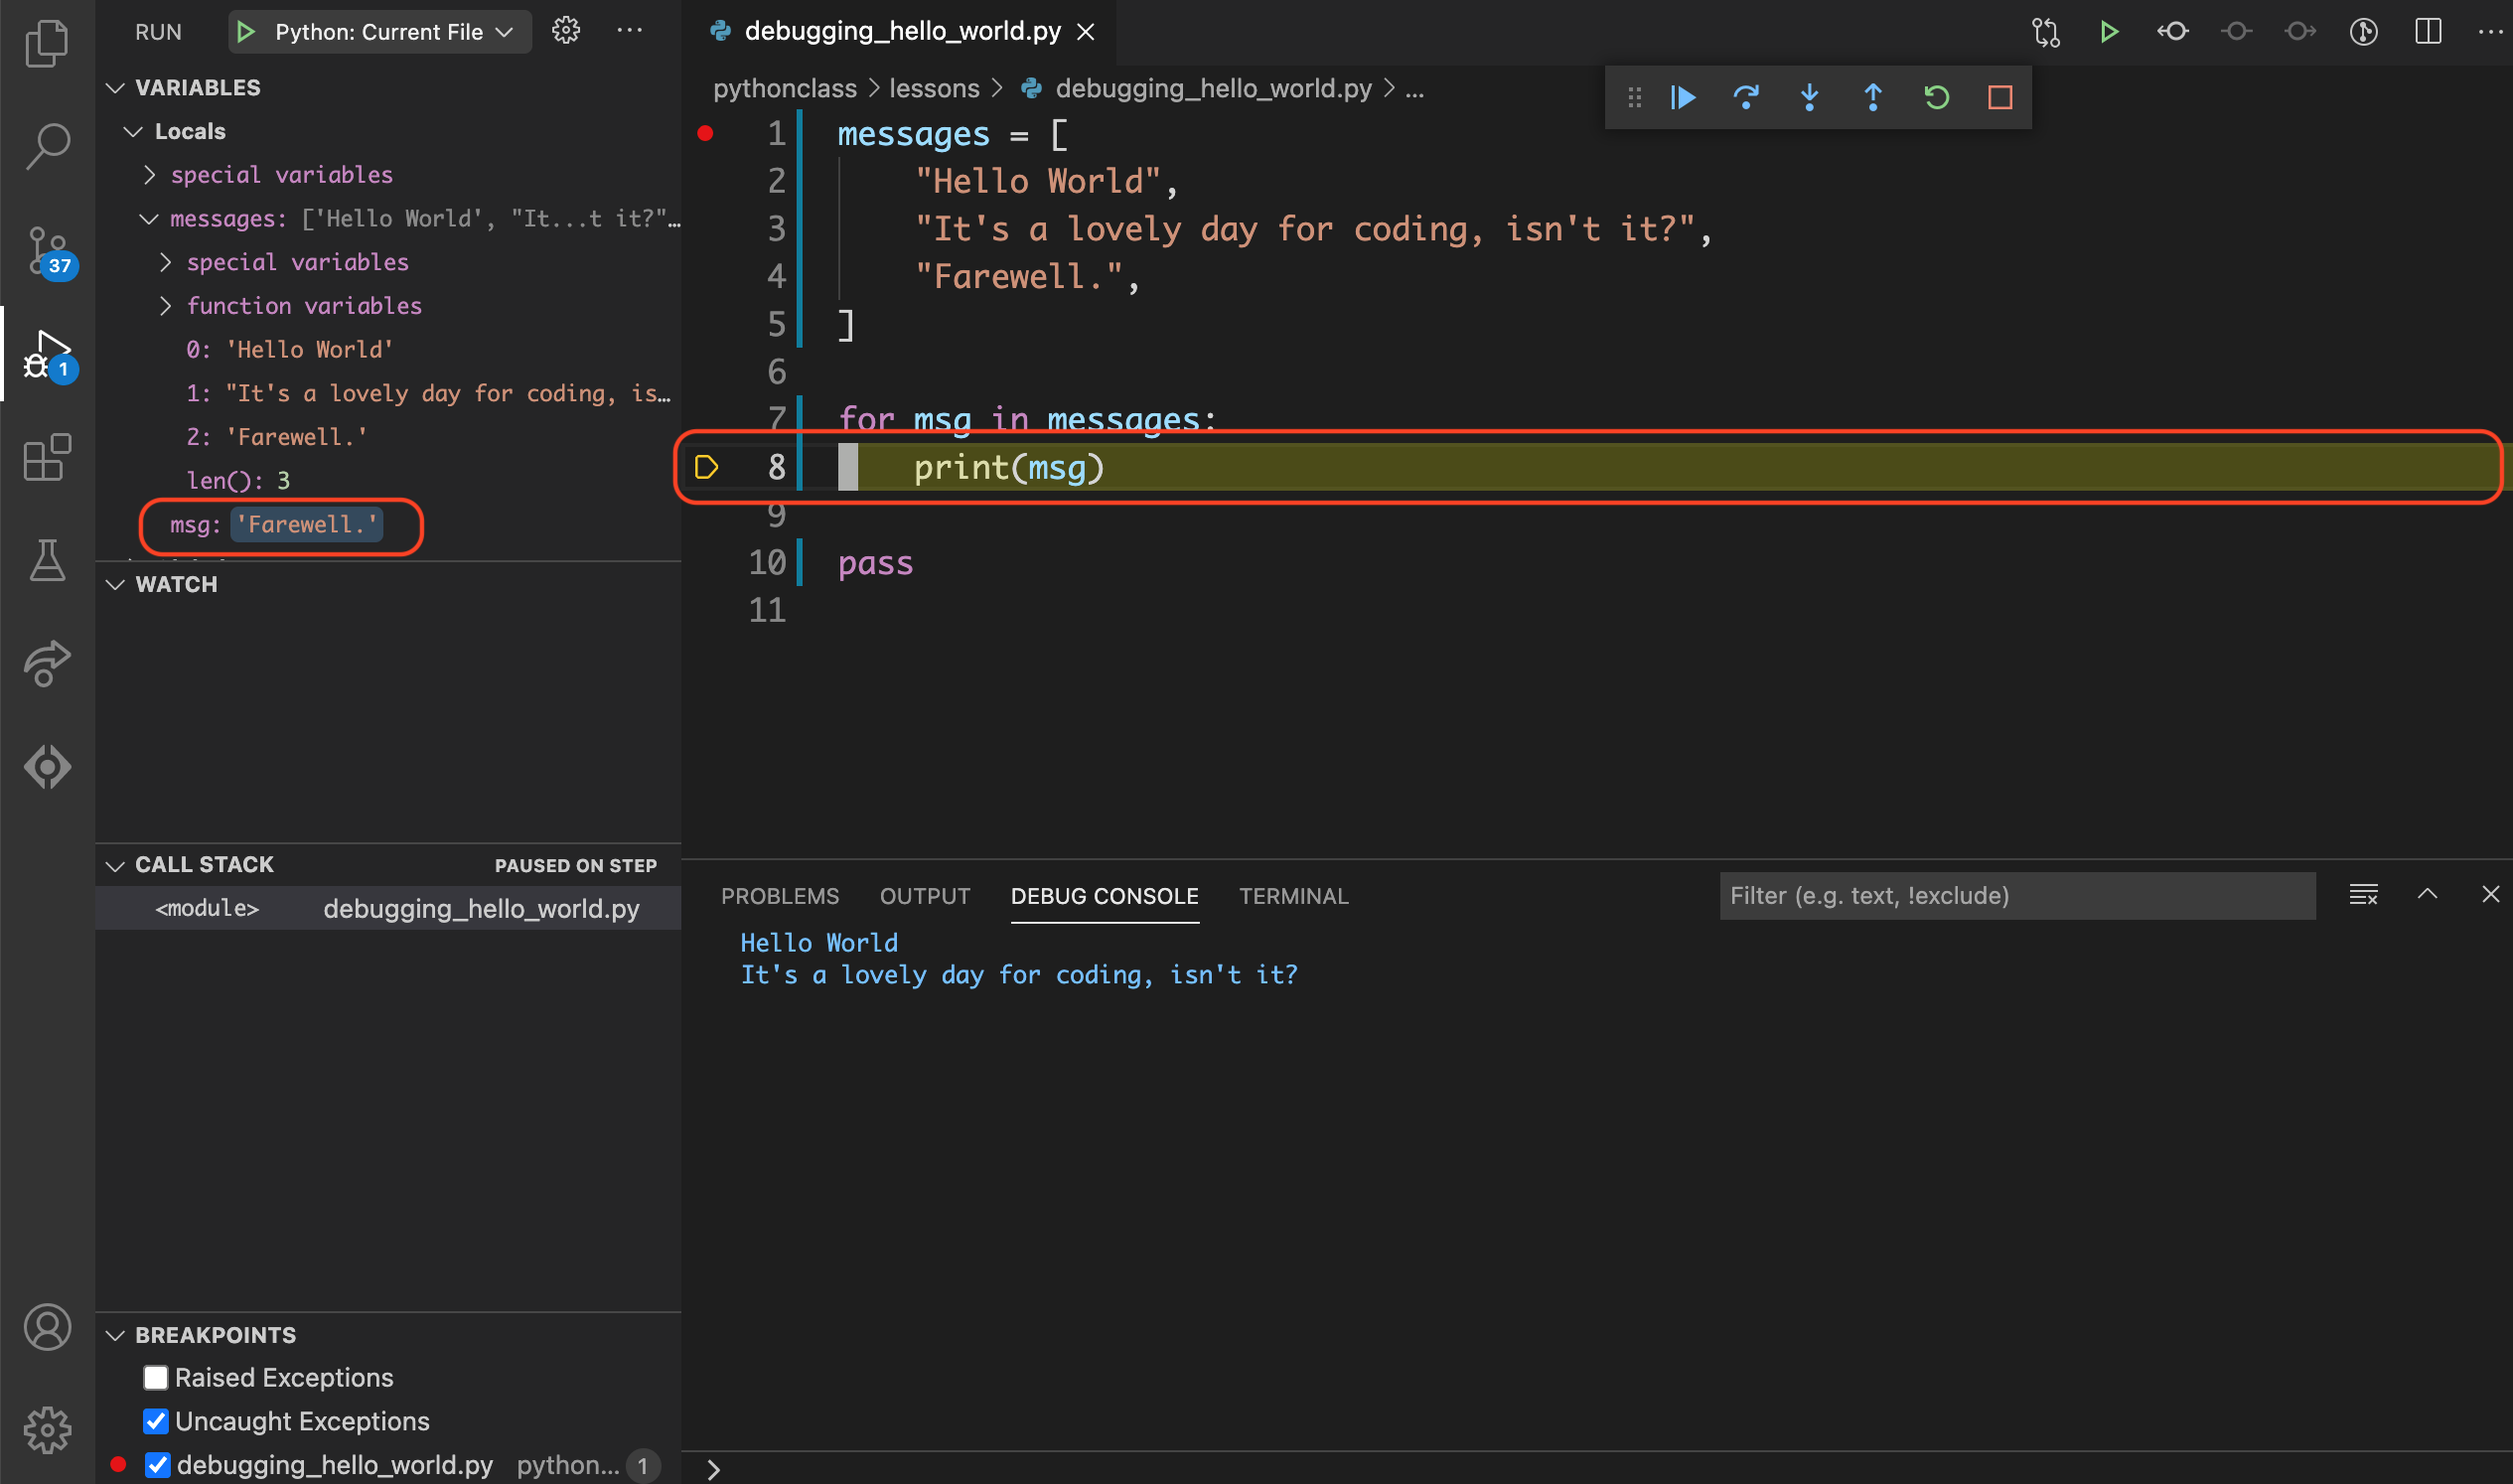 RUN
Python: Current File
VARIABLES
Locals
special variables
messages: ['Hello World', "It...t it?"...
special variables
function variables
0: 'Hello World'
1: "It's a lovely day for coding, is...
2: 'Farewell.'
len(): 3
msg: 'Farewell.'
37
1
WATCH
CALL STACK
PAUSED ON STEP
<module>
debugging_hello_world.py
BREAKPOINTS
Raised Exceptions
Uncaught Exceptions
debugging_hello_world.py python... 1
debugging_hello_world.py
pythonclass > lessons > debugging_hello_world.py > ...
1 messages = [
2     "Hello World",
3     "It's a lovely day for coding, isn't it?",
4     "Farewell.",
5 ]
6
7 for msg in messages:
8     print(msg)
9
10 pass
11
PROBLEMS OUTPUT DEBUG CONSOLE TERMINAL
Filter (e.g. text, !exclude)
Hello World
It's a lovely day for coding, isn't it?